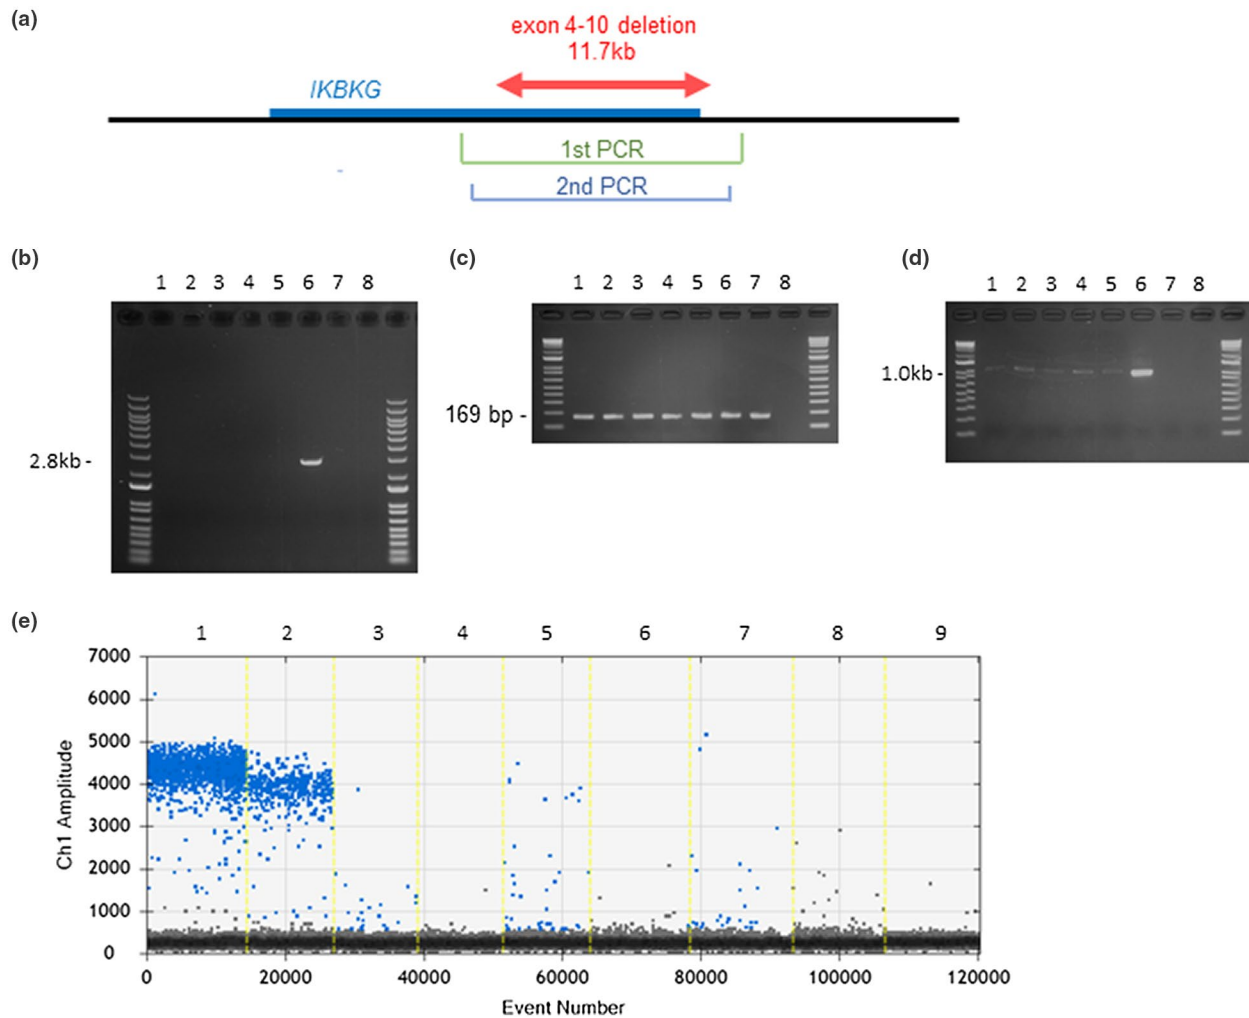 (a)
exon 4-10 deletion
11.7kb
IKBKG
1st PCR
2nd PCR
(b)
1 2 3 4 5 6 7 8
2.8kb -
(c)
1 2 3 4 5 6 7 8
169 bp -
(d)
1 2 3 4 5 6 7 8
1.0kb -
(e)
1 2 3 4 5 6 7 8 9
7000
6000
5000
4000
3000
2000
1000
0
Ch1 Amplitude
0 20000 40000 60000 80000 100000 120000
Event Number